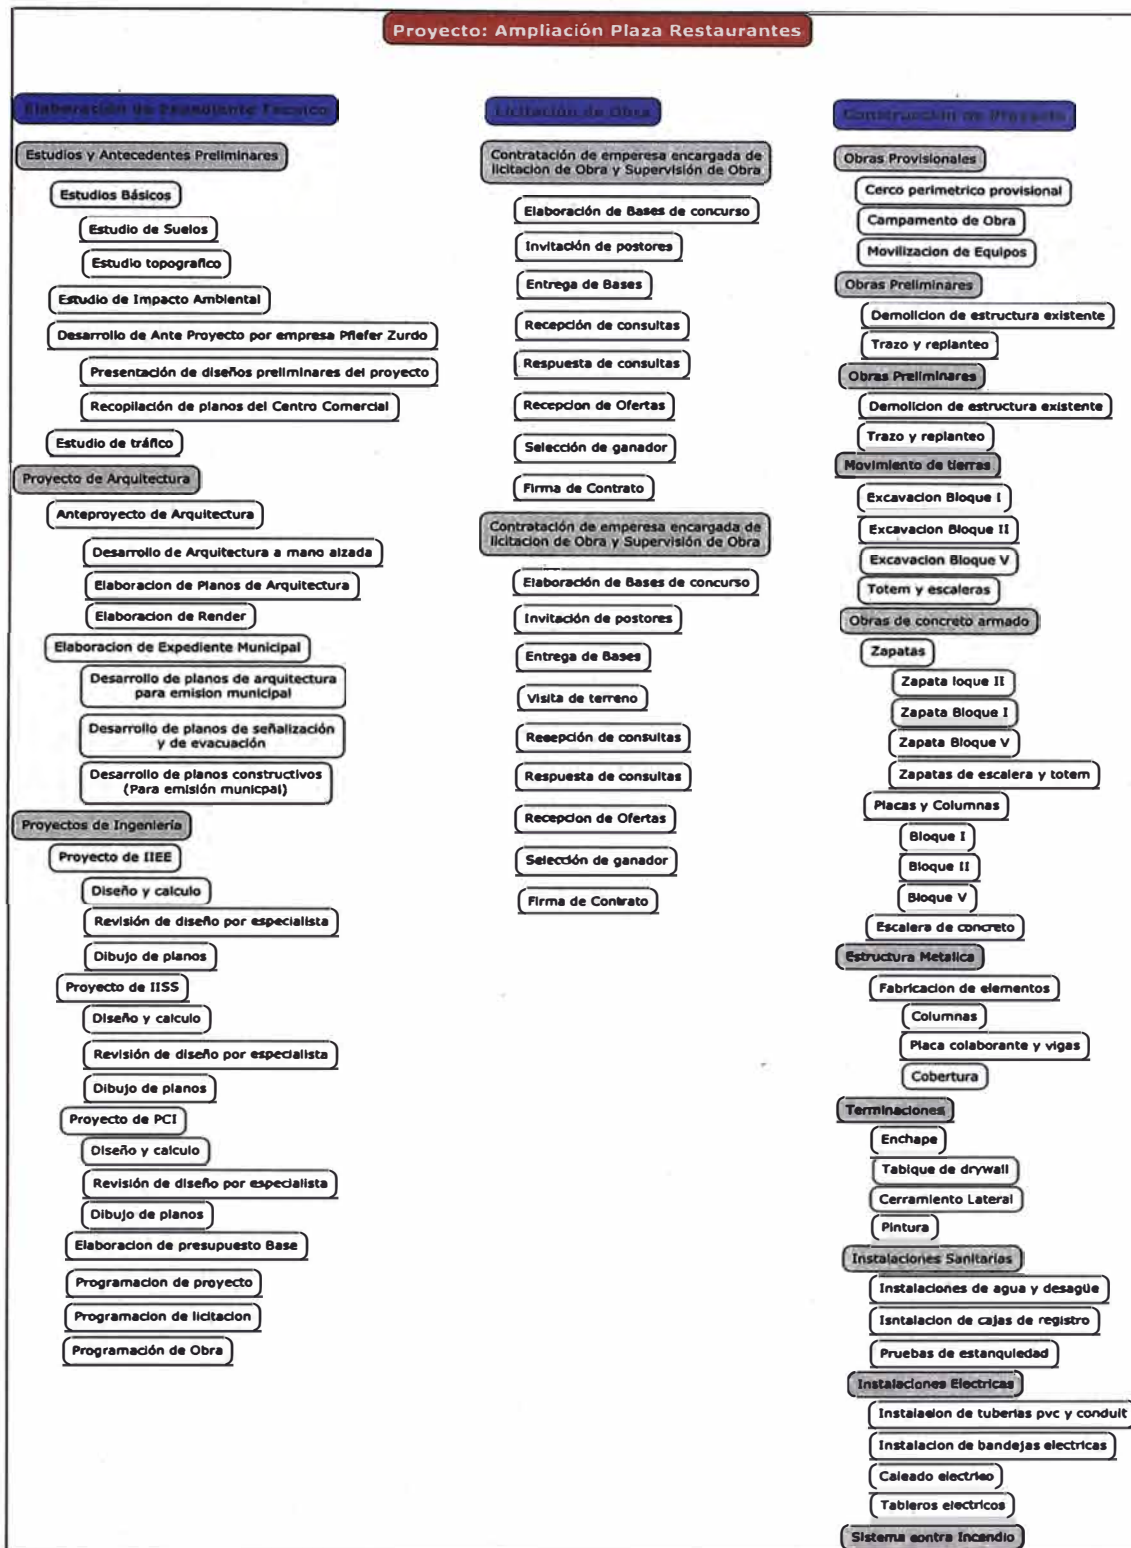 Proyecto: Ampliación Plaza Restaurantes
Elaboración de Expediente Tecnico
Estudios y Antecedentes Preliminares
Estudios Básicos
Estudio de Suelos
Estudio topografico
Estudio de Impacto Ambiental
Desarrollo de Ante Proyecto por empresa Pfiefer Zurdo
Presentación de diseños preliminares del proyecto
Recopilación de planos del Centro Comercial
Estudio de tráfico
Proyecto de Arquitectura
Anteproyecto de Arquitectura
Desarrollo de Arquitectura a mano alzada
Elaboracion de Planos de Arquitectura
Elaboracion de Render
Elaboracion de Expediente Municipal
Desarrollo de planos de arquitectura
para emision municipal
Desarrollo de planos de señalización
y de evacuación
Desarrollo de planos constructivos
(Para emisión municpal)
Proyectos de Ingeniería
Proyecto de IIEE
Diseño y calculo
Revisión de diseño por especialista
Dibujo de planos
Proyecto de IISS
Diseño y calculo
Revisión de diseño por especialista
Dibujo de planos
Proyecto de PCI
Diseño y calculo
Revisión de diseño por especialista
Dibujo de planos
Elaboracion de presupuesto Base
Programacion de proyecto
Programacion de licitacion
Programación de Obra
Licitación de Obra
Contratación de emperesa encargada de
licitacion de Obra y Supervisión de Obra
Elaboración de Bases de concurso
Invitación de postores
Entrega de Bases
Recepción de consultas
Respuesta de consultas
Recepcion de Ofertas
Selección de ganador
Firma de Contrato
Contratación de emperesa encargada de
licitacion de Obra y Supervisión de Obra
Elaboración de Bases de concurso
Invitación de postores
Entrega de Bases
Visita de terreno
Recepción de consultas
Respuesta de consultas
Recepcion de Ofertas
Selección de ganador
Firma de Contrato
Construcción de Proyecto
Obras Provisionales
Cerco perimetrico provisional
Campamento de Obra
Movilizacion de Equipos
Obras Preliminares
Demolicion de estructura existente
Trazo y replanteo
Obras Preliminares
Demolicion de estructura existente
Trazo y replanteo
Movimiento de tierras
Excavacion Bloque I
Excavacion Bloque II
Excavacion Bloque V
Totem y escaleras
Obras de concreto armado
Zapatas
Zapata loque II
Zapata Bloque I
Zapata Bloque V
Zapatas de escalera y totem
Placas y Columnas
Bloque I
Bloque II
Bloque V
Escalera de concreto
Estructura Metalica
Fabricacion de elementos
Columnas
Placa colaborante y vigas
Cobertura
Terminaciones
Enchape
Tabique de drywall
Cerramiento Lateral
Pintura
Instalaciones Sanitarias
Instalaciones de agua y desagüe
Isntalacion de cajas de registro
Pruebas de estanquiedad
Instalaciones Electricas
Instalacion de tuberias pvc y conduit
Instalacion de bandejas electricas
Caleado electrico
Tableros electricos
Sistema contra Incendio